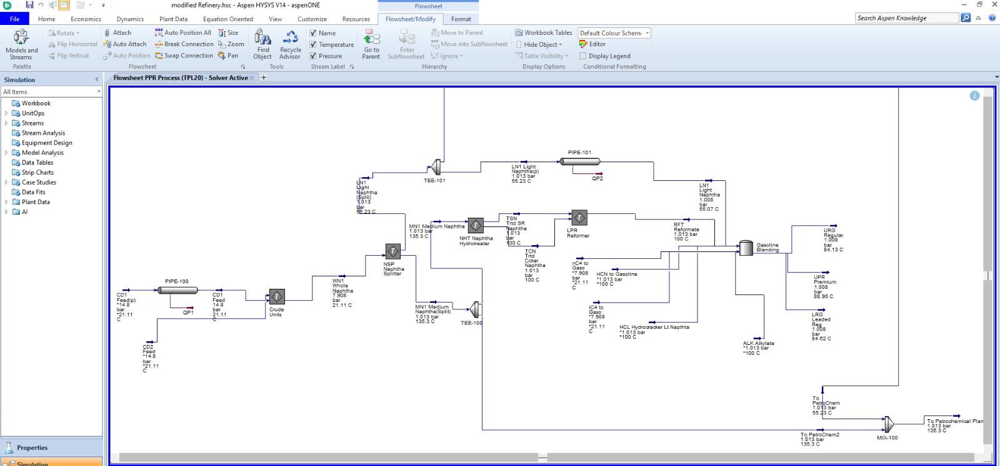 modified Refinery.hsc - Aspen HYSYS V14 - aspenONE
Flowsheet
File
Home
Economics
Dynamics
Plant Data
Equation Oriented
View
Customize
Resources
Flowsheet/Modify
Format
Search Aspen Knowledge
Models and
Streams
Palette
Rotate
Flip Horizontal
Flip Vertical
Attach
Auto Attach
Auto Position
Auto Position All
Break Connection
Swap Connection
Size
Zoom
Pan
Flowsheet
Find
Object
Recycle
Advisor
Tools
Name
Temperature
Pressure
Stream Label
Go to
Parent
Enter
Subflowsheet
Move to Parent
Move into Subflowsheet
Ignore
Hierarchy
Workbook Tables
Hide Object
Table Visibility
Display Options
Default Colour Schem
Editor
Display Legend
Conditional Formatting
Simulation
All Items
Workbook
UnitOps
Streams
Stream Analysis
Equipment Design
Model Analysis
Data Tables
Strip Charts
Case Studies
Data Fits
Plant Data
AI
Properties
Simulation
Flowsheet PPR Process (TPL20) - Solver Active
PIPE-101
QP2
TEE-101
LN1 Light
Naphtha(p)
1.013 bar
55.23 C
LN1
Light
Naphtha
(Split)
1.013
bar
55.23 C
LN1
Light
Naphtha
1.008
bar
55.07 C
MN1 Medium Naphtha
1.013 bar
135.3 C
NHT Naphtha
Hydrotreater
TSN
Trtd SR
Naphtha
1.013
bar
100 C
LPR
Reformer
RFT
Reformate
1.013 bar
100 C
TCN
Trtd
Coker
Naphtha
1.013
bar
100 C
Gasoline
Blending
URG
Regular
1.008
bar
84.13 C
UPR
Premium
1.008
bar
88.95 C
LRG
Leaded
Reg
1.008
bar
84.62 C
nC4 to
Gaso
*7.908
bar
*21.11
C
HCN to Gasoline
*1.013 bar
*100 C
iC4 to
Gaso
*7.908
bar
*21.11
C
HCL Hydrocracker Lt Napthta
*1.013 bar
*100 C
ALK Alkylate
*1.013 bar
*100 C
NSP
Naphtha
Splitter
WN1
Whole
Naphtha
7.908
bar
21.11 C
PIPE-100
QP1
CD1
Feed(p)
*14.8
bar
*21.11
C
CD1
Feed
14.8
bar
21.11
C
Crude
Units
CD2
Feed
*14.8
bar
*21.11
C
MN1 Medium
Naphtha(Split)
1.013 bar
135.3 C
TEE-100
To
PetroChem
1.013 bar
55.23 C
To PetroChem2
1.013 bar
135.3 C
MIX-100
To Petrochemical Plan
1.013 bar
135.3 C